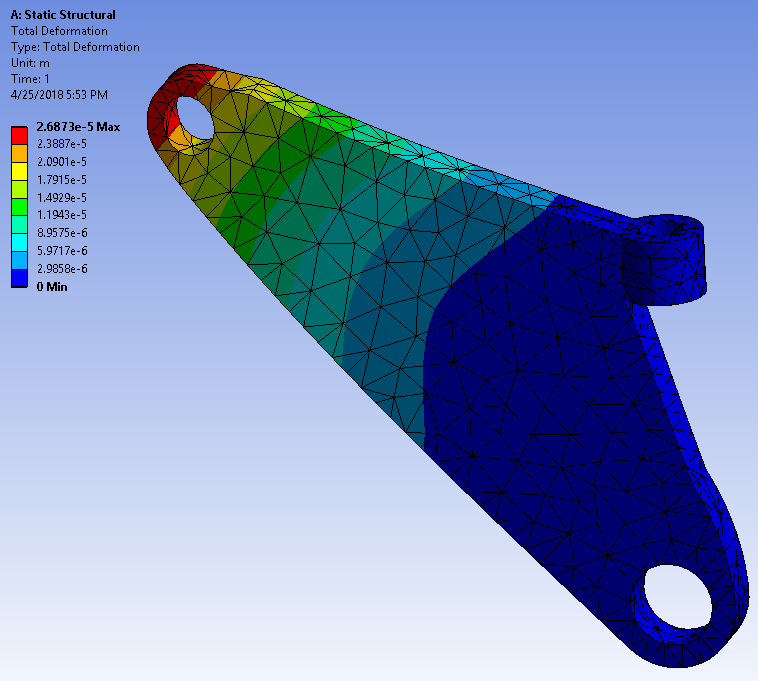 A: Static Structural
Total Deformation
Type: Total Deformation
Unit: m
Time: 1
4/25/2018 5:53 PM
2.6873e-5 Max
2.3887e-5
2.0901e-5
1.7915e-5
1.4929e-5
1.1943e-5
8.9575e-6
5.9717e-6
2.9858e-6
0 Min